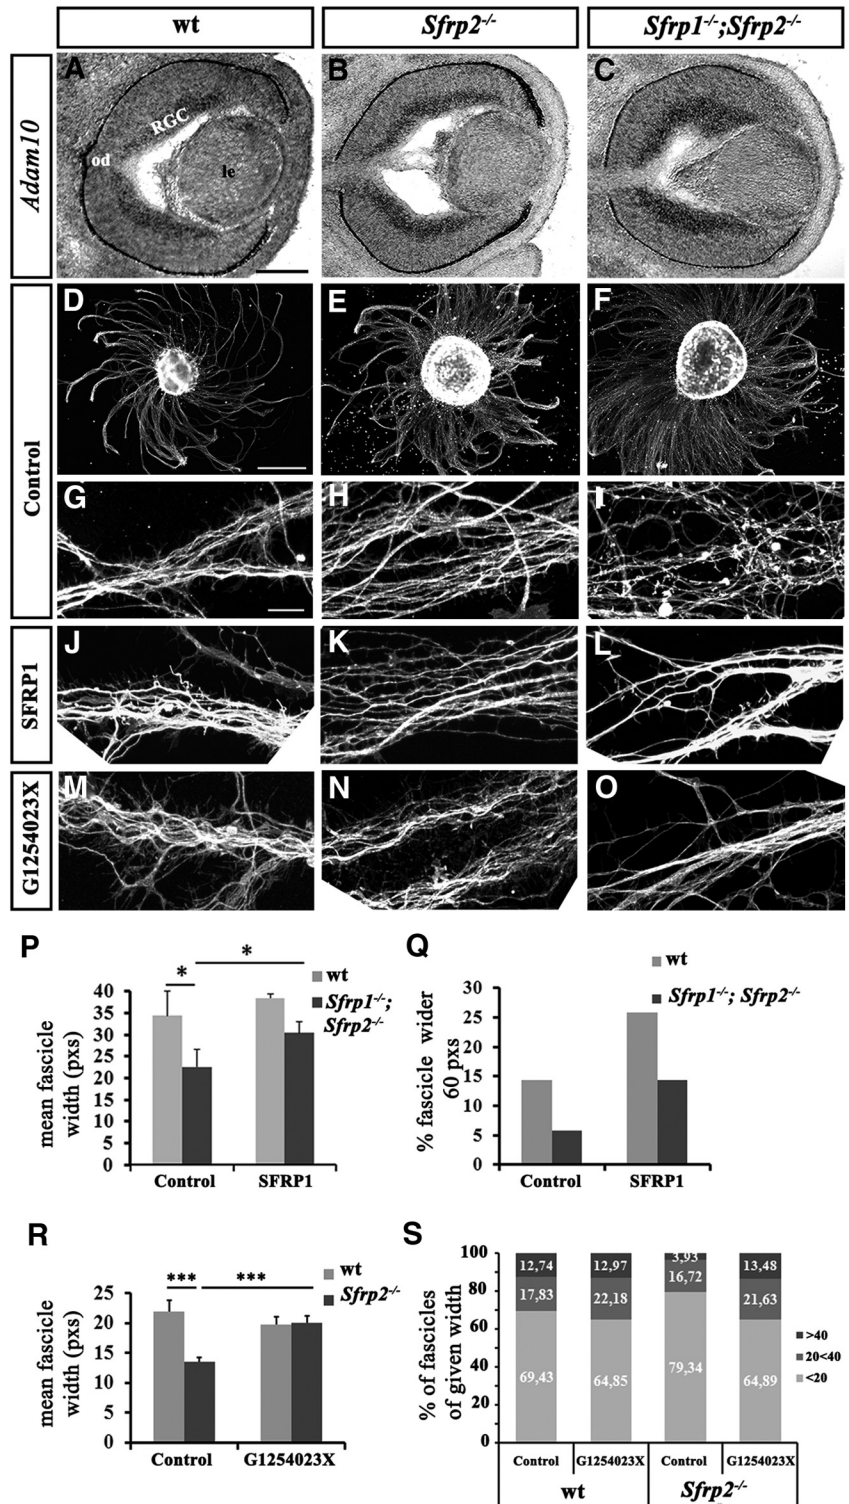 wt
Sfrp2-/-
Sfrp1-/-;Sfrp2-/-
Adam10
A
RGC
od
le
B
C
Control
D
E
F
G
H
I
SFRP1
J
K
L
G1254023X
M
N
O
P
*
*
wt
Sfrp1-/-;
Sfrp2-/-
mean fascicle
width (pxs)
40
35
30
25
20
15
10
5
0
Control
SFRP1
Q
wt
Sfrp1-/-; Sfrp2-/-
% fascicle wider
60 pxs
30
25
20
15
10
5
0
Control
SFRP1
R
***
***
wt
Sfrp2-/-
mean fascicle
width (pxs)
25
20
15
10
5
0
Control
G1254023X
S
% of fascicles
of given width
100
80
60
40
20
0
12,74
12,97
3,93
13,48
17,83
22,18
16,72
21,63
69,43
64,85
79,34
64,89
>40
20<40
<20
Control
G1254023X
Control
G1254023X
wt
Sfrp2-/-